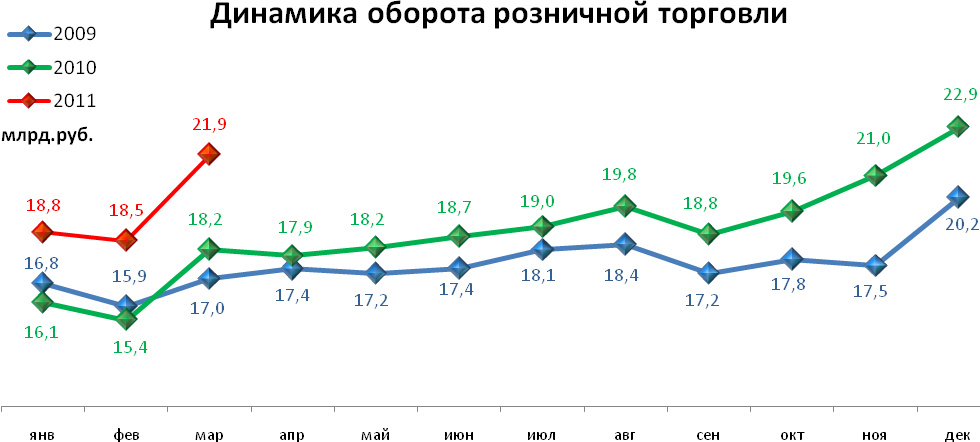 Динамика оборота розничной торговли
2009
2010
2011
млрд.руб.
18,8 18,5 21,9
16,1 15,4 18,2 17,9 18,2 18,7 19,0 19,8 18,8 19,6 21,0 22,9
16,8 15,9 17,0 17,4 17,2 17,4 18,1 18,4 17,2 17,8 17,5 20,2
янв фев мар апр май июн июл авг сен окт ноя дек